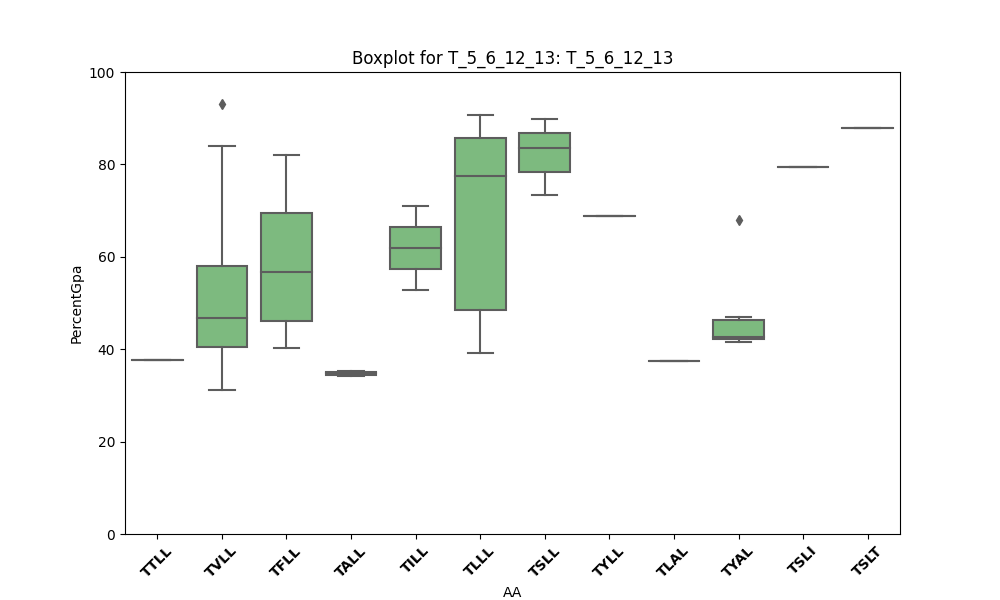 Boxplot for T_5_6_12_13: T_5_6_12_13
100
80
60
40
20
0
PercentGpa
TTLL TVLL TFLL TALL TILL TLLL TSLL TYLL TLAL TYAL TSLI TSLT
AA